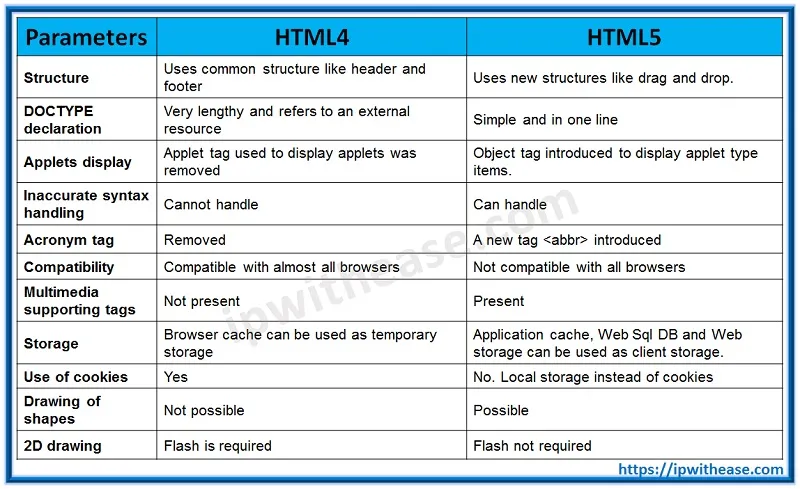 Parameters HTML4 HTML5
Structure Uses common structure like header and footer Uses new structures like drag and drop.
DOCTYPE declaration Very lengthy and refers to an external resource Simple and in one line
Applets display Applet tag used to display applets was removed Object tag introduced to display applet type items.
Inaccurate syntax handling Cannot handle Can handle
Acronym tag Removed A new tag <abbr> introduced
Compatibility Compatible with almost all browsers Not compatible with all browsers
Multimedia supporting tags Not present Present
Storage Browser cache can be used as temporary storage Application cache, Web Sql DB and Web storage can be used as client storage.
Use of cookies Yes No. Local storage instead of cookies
Drawing of shapes Not possible Possible
2D drawing Flash is required Flash not required
ipwithease.com
https://ipwithease.com